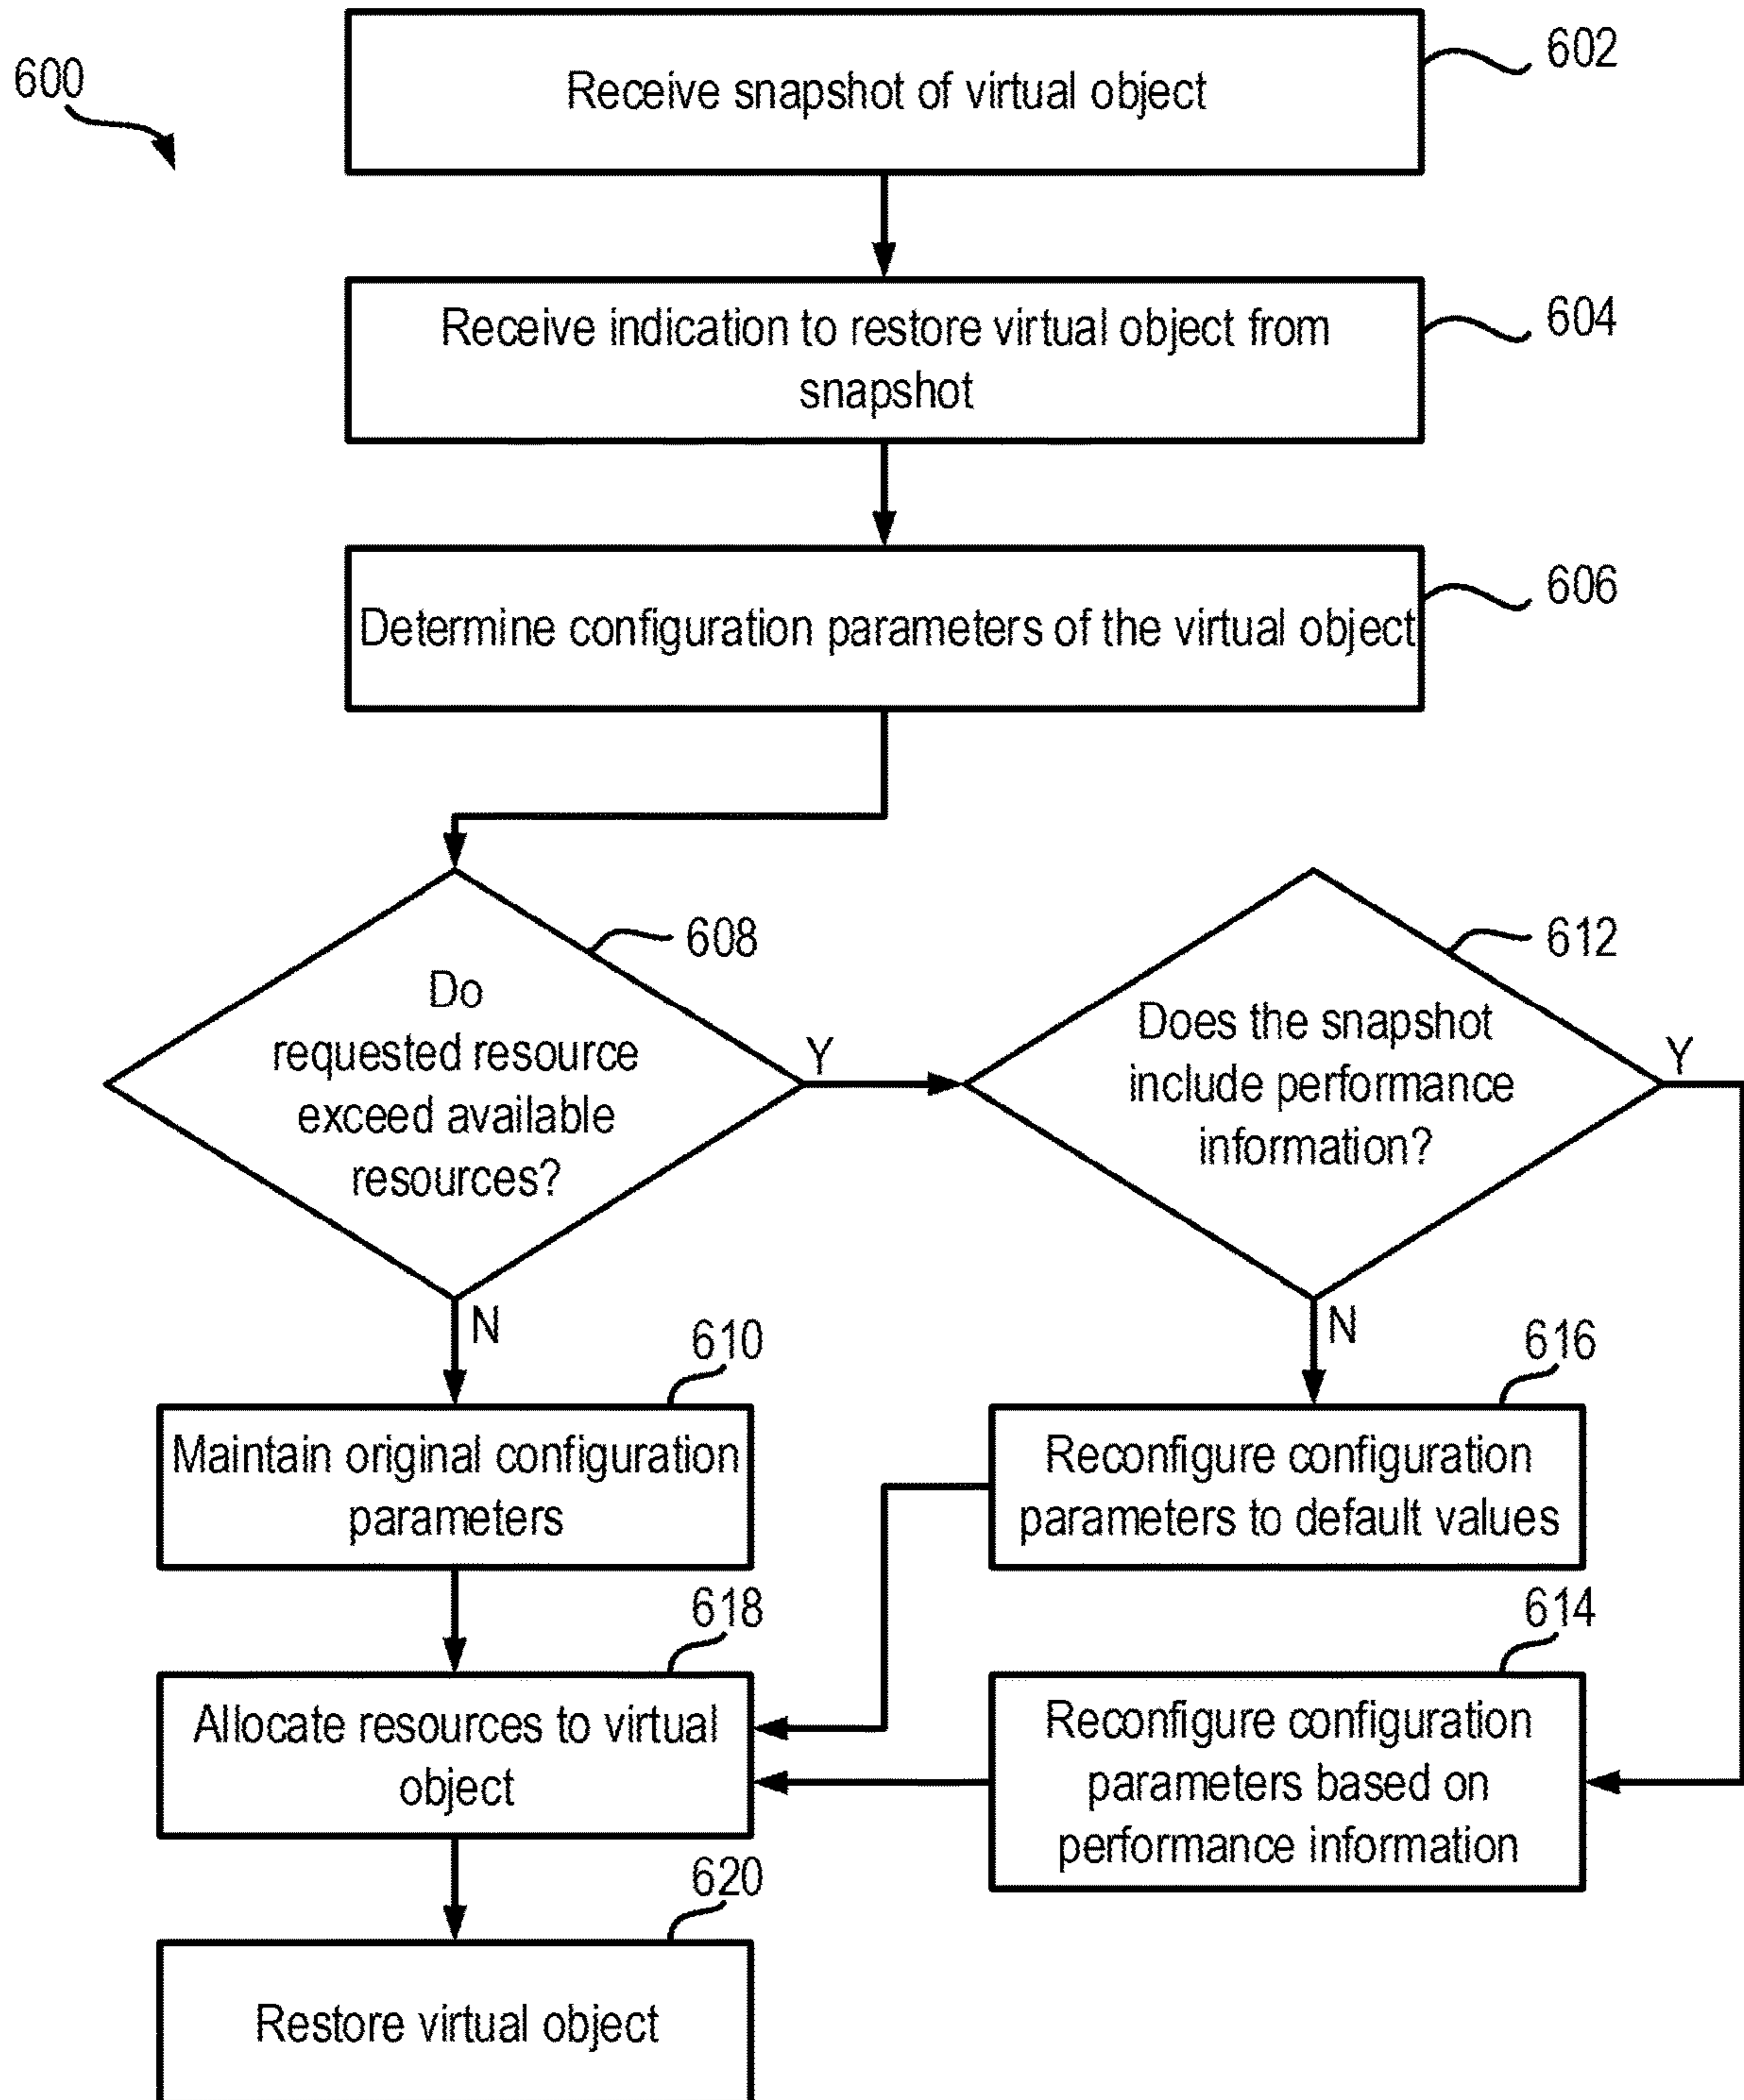 600
Receive snapshot of virtual object
602
Receive indication to restore virtual object from
snapshot
604
Determine configuration parameters of the virtual object
606
Do
requested resource
exceed available
resources?
608
Y
N
Does the snapshot
include performance
information?
612
Y
N
610
Maintain original configuration
parameters
616
Reconfigure configuration
parameters to default values
618
Allocate resources to virtual
object
614
Reconfigure configuration
parameters based on
performance information
620
Restore virtual object